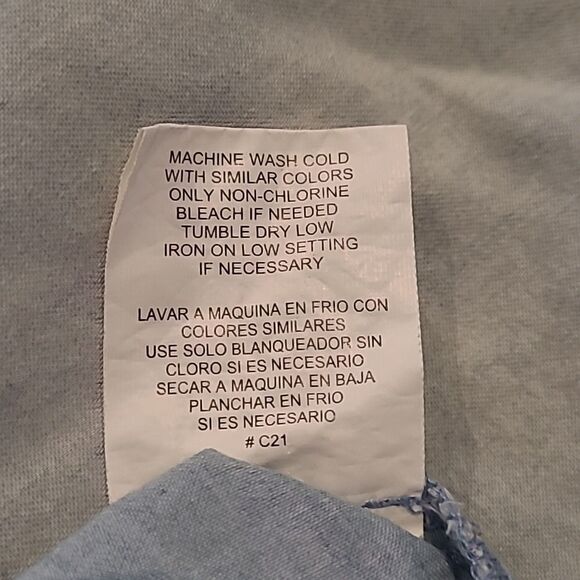 MACHINE WASH COLD
WITH SIMILAR COLORS
ONLY NON-CHLORINE
BLEACH IF NEEDED
TUMBLE DRY LOW
IRON ON LOW SETTING
IF NECESSARY
LAVAR A MAQUINA EN FRIO CON
COLORES SIMILARES
USE SOLO BLANQUEADOR SIN
CLORO SI ES NECESARIO
SECAR A MAQUINA EN BAJA
PLANCHAR EN FRIO
SI ES NECESARIO
# C21